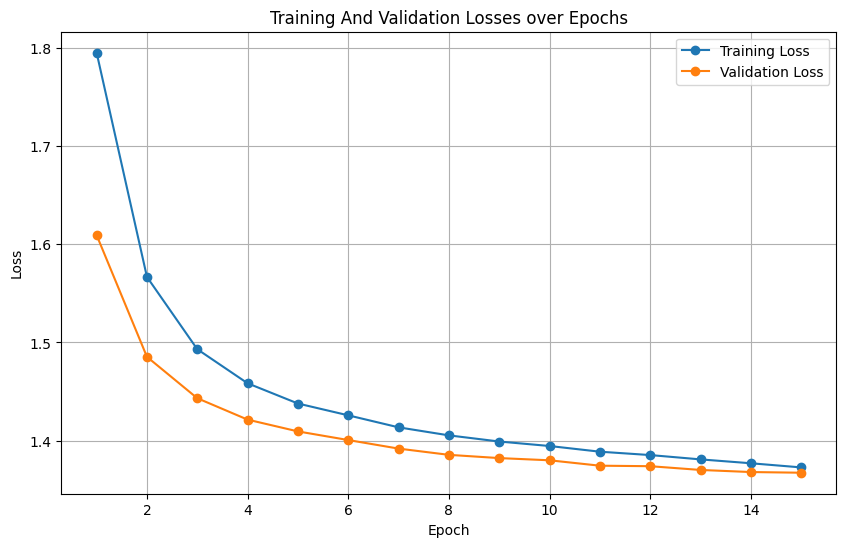 Training And Validation Losses over Epochs
Training Loss
Validation Loss
1.8
1.7
1.6
1.5
1.4
Loss
2 4 6 8 10 12 14
Epoch